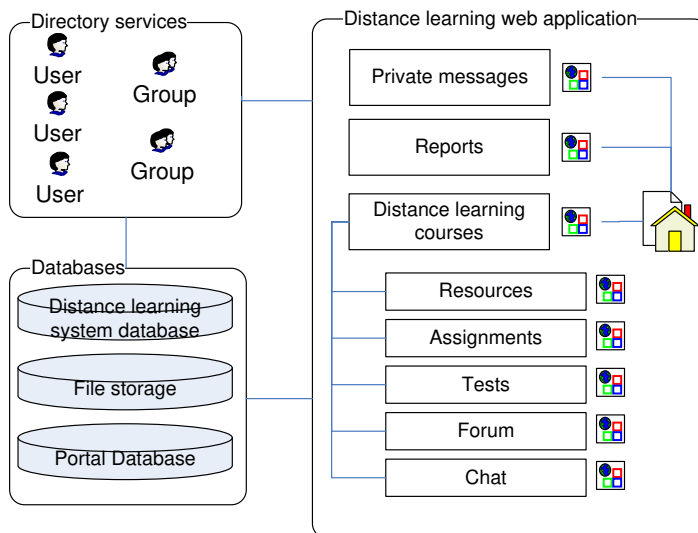 Directory services
User
User
User
Group
Group
Databases
Distance learning
system database
File storage
Portal Database
Distance learning web application
Private messages
Reports
Distance learning
courses
Resources
Assignments
Tests
Forum
Chat